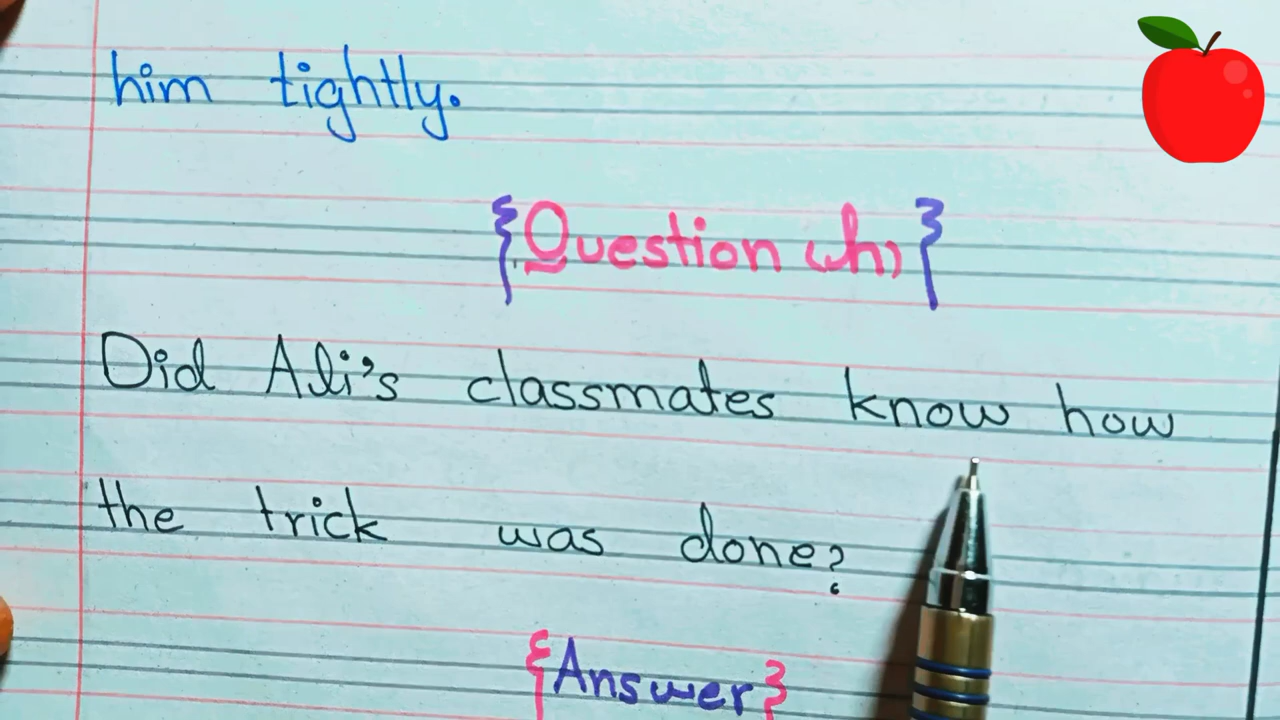 him tightly.
{Question }
Did Ali's classmates know how
the trick was done?
{Answer}